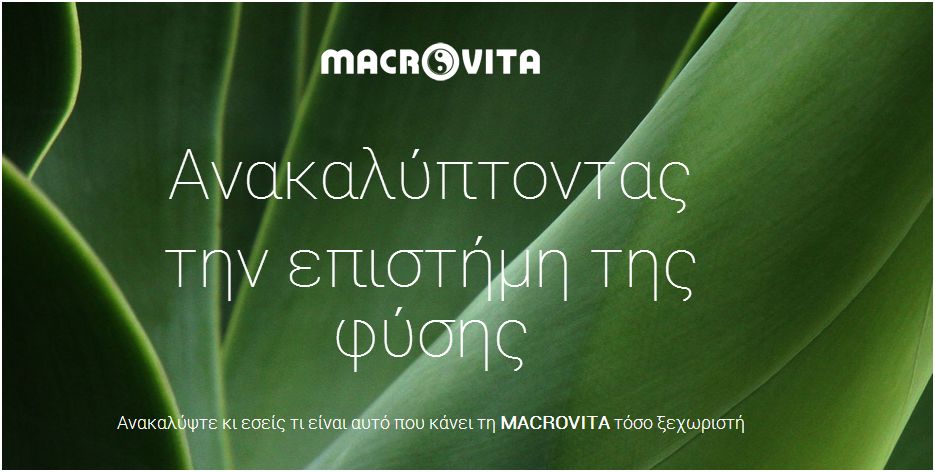 MACROVITA
Ανακαλύπτοντας
την επιστήμη της
φύσης
Ανακαλύψτε κι εσείς τι είναι αυτό που κάνει τη MACROVITA τόσο ξεχωριστή